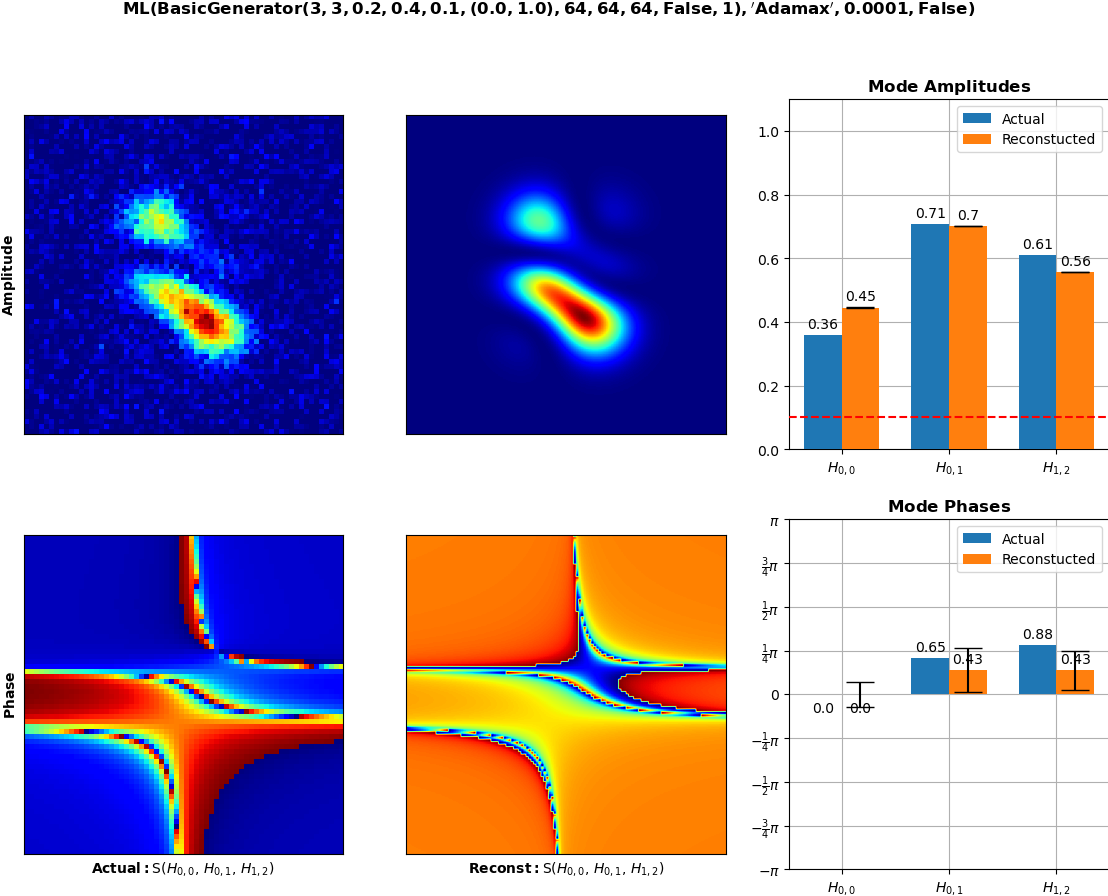 ML(BasicGenerator(3, 3, 0.2, 0.4, 0.1, (0.0, 1.0), 64, 64, 64, False, 1), 'Adamax', 0.0001, False)
Amplitude
Mode Amplitudes
Actual
Reconstucted
1.0
0.8
0.6
0.4
0.2
0.0
0.36
0.45
0.71
0.7
0.61
0.56
H0,0
H0,1
H1,2
Phase
Actual: S(H0,0, H0,1, H1,2)
Reconst: S(H0,0, H0,1, H1,2)
Mode Phases
Actual
Reconstucted
π
3/4π
1/2π
1/4π
0
−1/4π
−1/2π
−3/4π
−π
0.0
0.0
0.65
0.43
0.88
0.43
H0,0
H0,1
H1,2